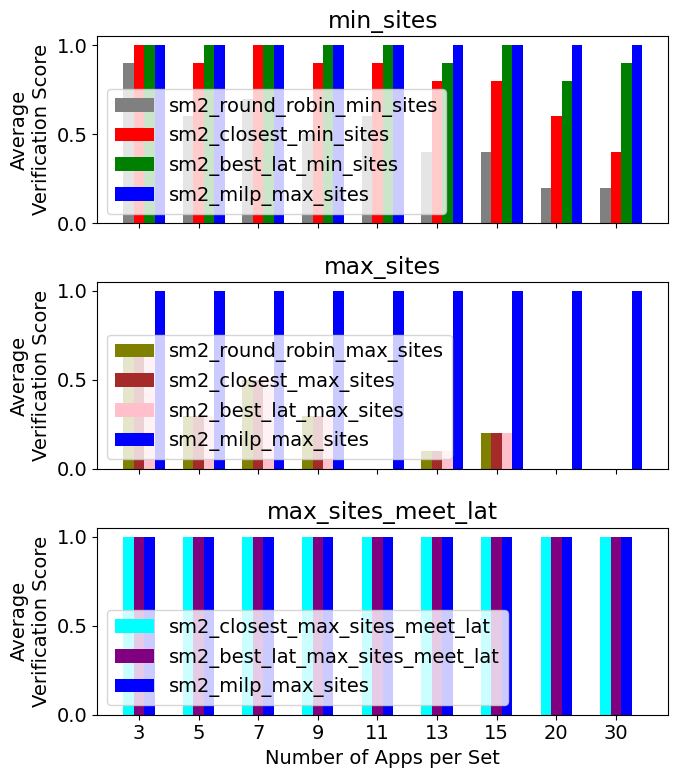 min_sites
1.0
0.5
0.0
Average
Verification Score
sm2_round_robin_min_sites
sm2_closest_min_sites
sm2_best_lat_min_sites
sm2_milp_max_sites
max_sites
1.0
0.5
0.0
Average
Verification Score
sm2_round_robin_max_sites
sm2_closest_max_sites
sm2_best_lat_max_sites
sm2_milp_max_sites
max_sites_meet_lat
1.0
0.5
0.0
Average
Verification Score
sm2_closest_max_sites_meet_lat
sm2_best_lat_max_sites_meet_lat
sm2_milp_max_sites
3 5 7 9 11 13 15 20 30
Number of Apps per Set